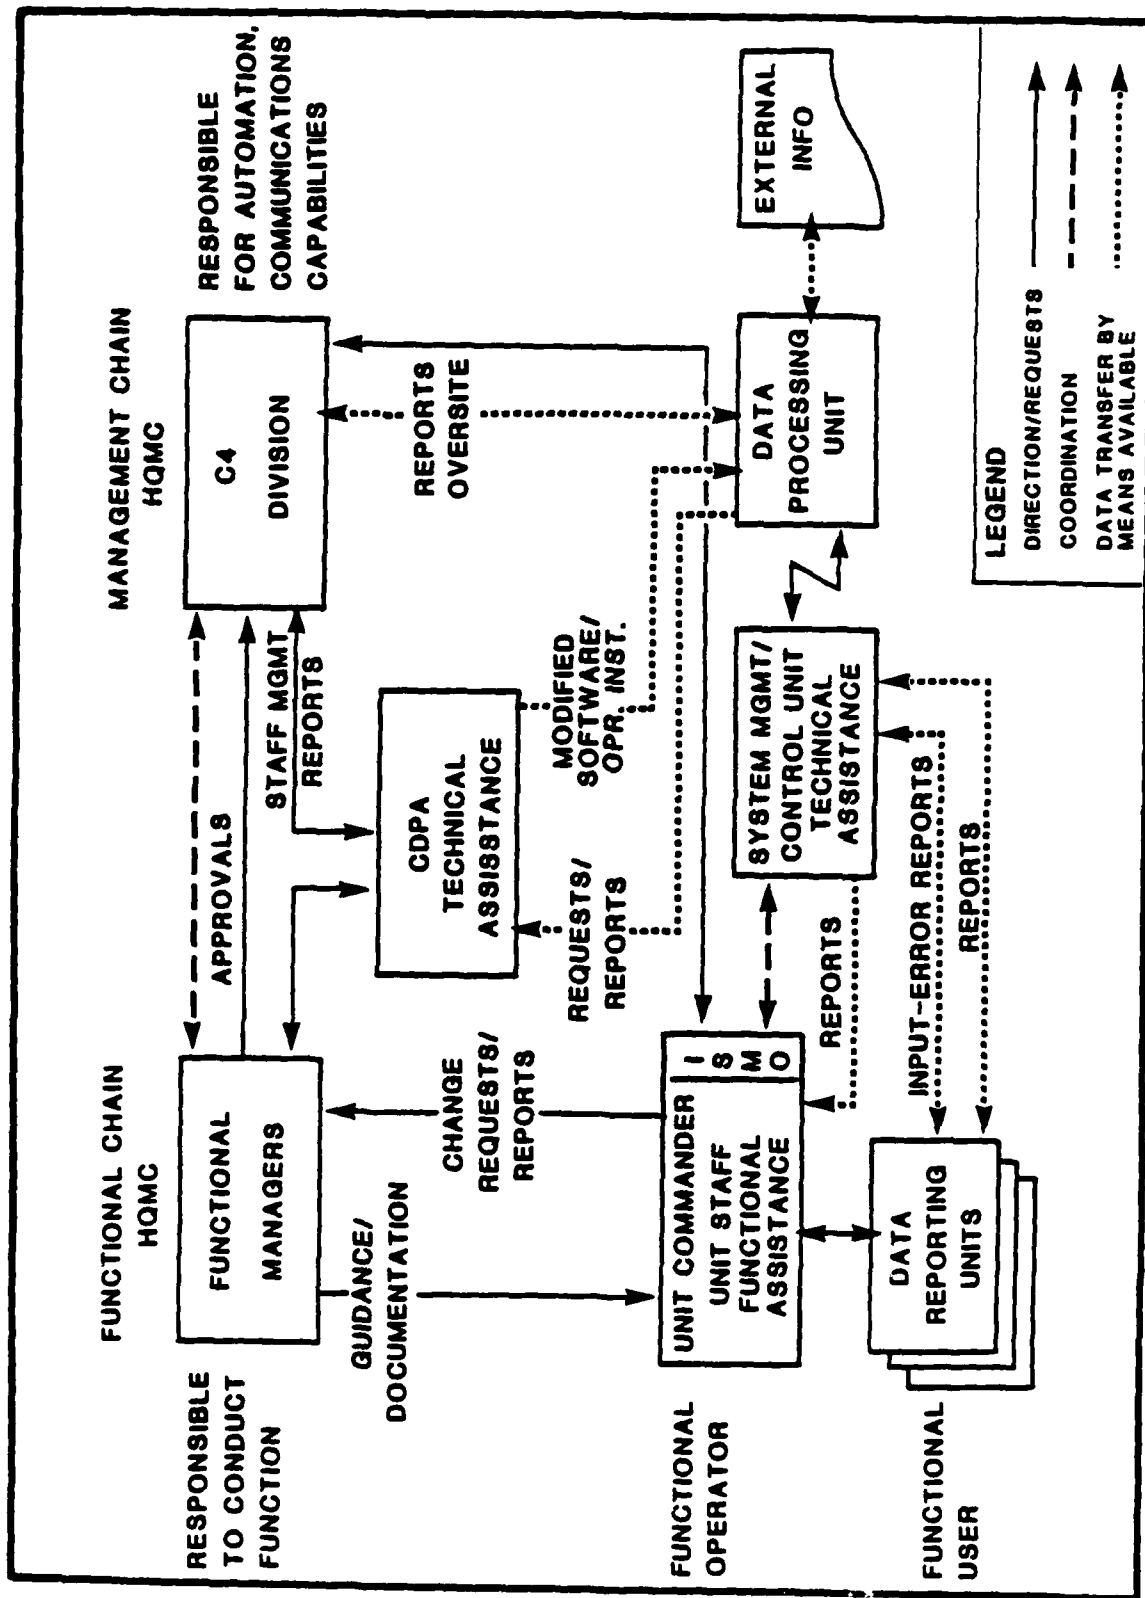 FUNCTIONAL CHAIN
HQMC
MANAGEMENT CHAIN
HQMC
RESPONSIBLE
TO CONDUCT
FUNCTION
FUNCTIONAL
MANAGERS
APPROVALS
STAFF MGMT
REPORTS
C4
DIVISION
RESPONSIBLE
FOR AUTOMATION,
COMMUNICATIONS
CAPABILITIES
GUIDANCE/
DOCUMENTATION
CHANGE
REQUESTS/
REPORTS
CDPA
TECHNICAL
ASSISSTANCE
REPORTS
OVERSITE
REQUESTS/
REPORTS
MODIFIED
SOFTWARE/
OPR. INST.
FUNCTIONAL
OPERATOR
UNIT COMMANDER
UNIT STAFF
FUNCTIONAL
ASSISTANCE
I
S
M
O
SYSTEM MGMT/
CONTROL UNIT
TECHNICAL
ASSISTANCE
DATA
PROCESSING
UNIT
EXTERNAL
INFO
REPORTS
FUNCTIONAL
USER
DATA
REPORTING
UNITS
INPUT-ERROR REPORTS
REPORTS
LEGEND
DIRECTION/REQUESTS
COORDINATION
DATA TRANSFER BY
MEANS AVAILABLE